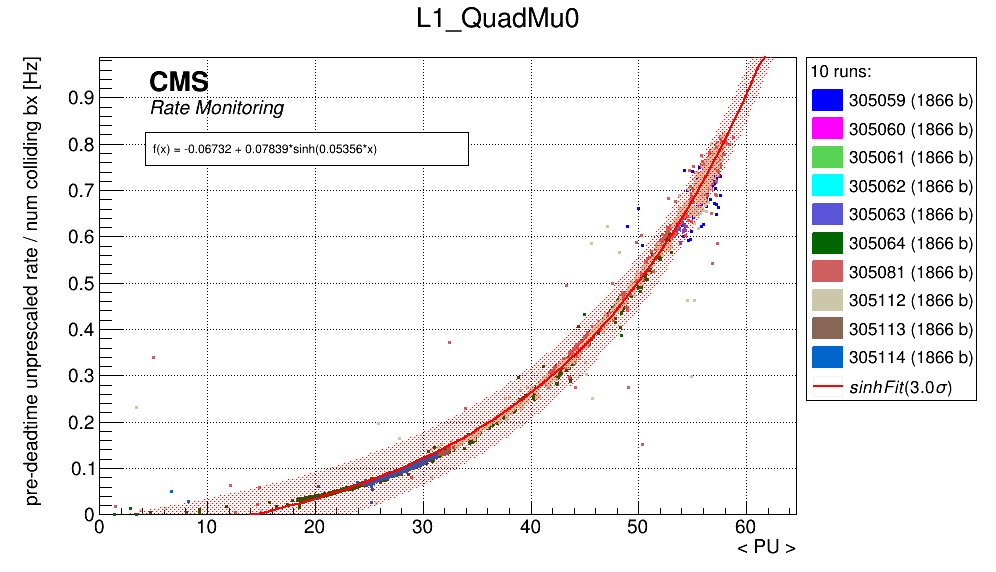 L1_QuadMu0
pre-deadtime unprescaled rate / num colliding bx [Hz]
CMS
Rate Monitoring
f(x) = -0.06732 + 0.07839*sinh(0.05356*x)
0.9
0.8
0.7
0.6
0.5
0.4
0.3
0.2
0.1
0
0 10 20 30 40 50 60
< PU >
10 runs:
305059 (1866 b)
305060 (1866 b)
305061 (1866 b)
305062 (1866 b)
305063 (1866 b)
305064 (1866 b)
305081 (1866 b)
305112 (1866 b)
305113 (1866 b)
305114 (1866 b)
sinhFit(3.0σ)